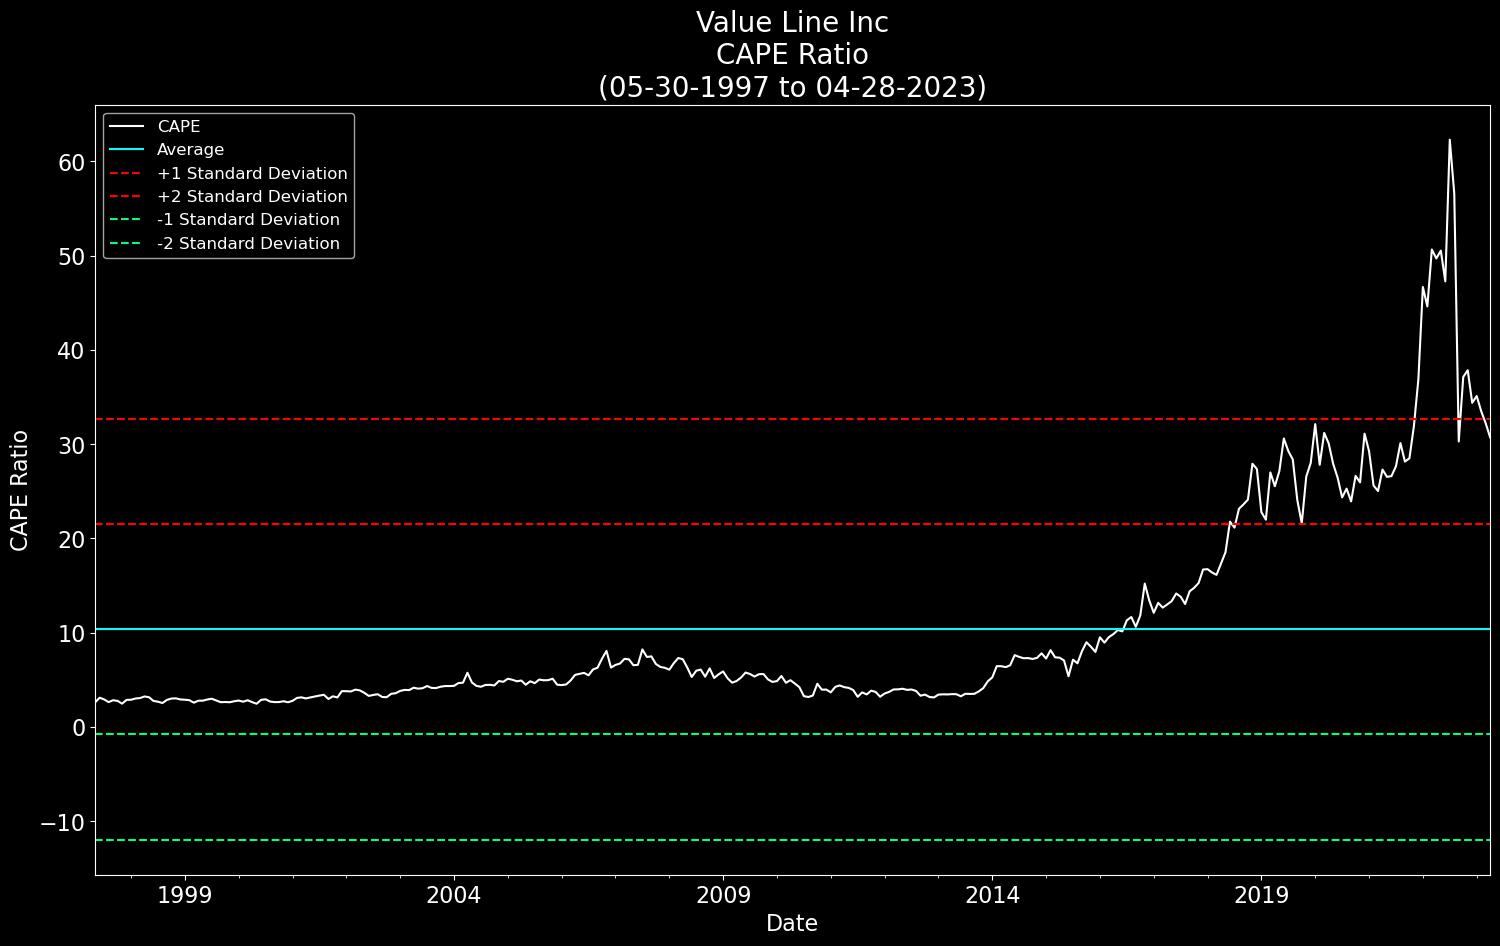 Value Line Inc
CAPE Ratio
(05-30-1997 to 04-28-2023)
CAPE
Average
+1 Standard Deviation
+2 Standard Deviation
-1 Standard Deviation
-2 Standard Deviation
CAPE Ratio
60
50
40
30
20
10
0
−10
1999 2004 2009 2014 2019
Date